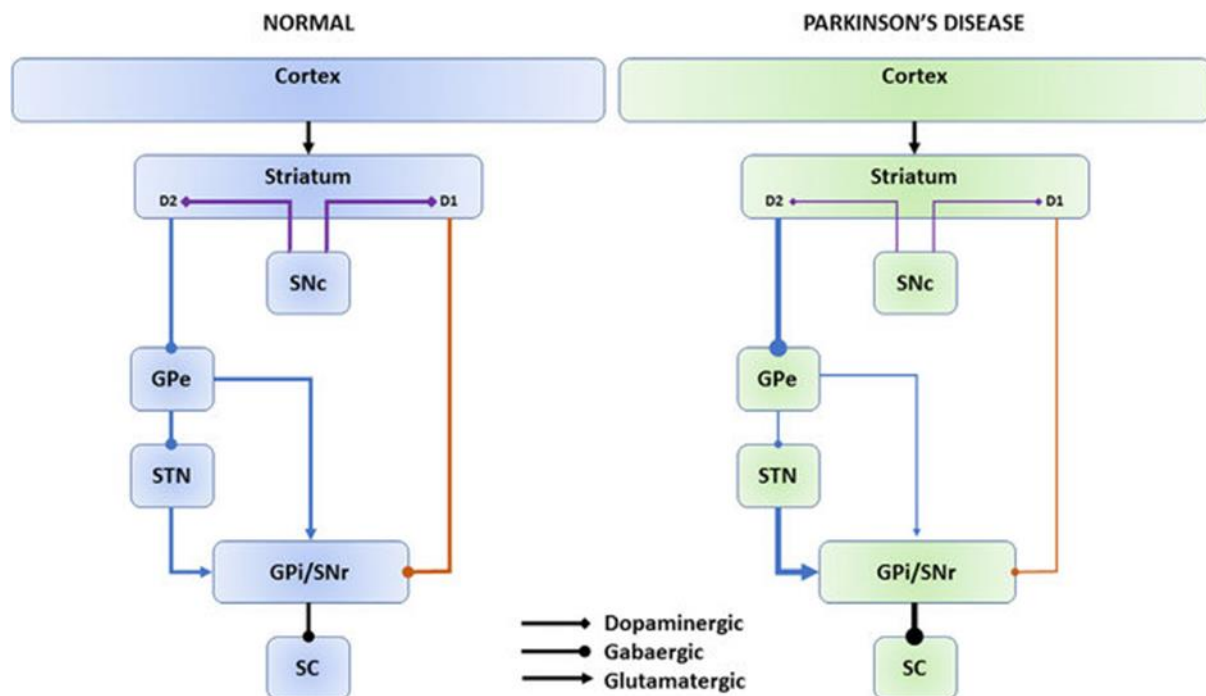 NORMAL
Cortex
Striatum
D2
D1
SNc
GPe
STN
GPi/SNr
SC
PARKINSON'S DISEASE
Cortex
Striatum
D2
D1
SNc
GPe
STN
GPi/SNr
SC
Dopaminergic
Gabaergic
Glutamatergic